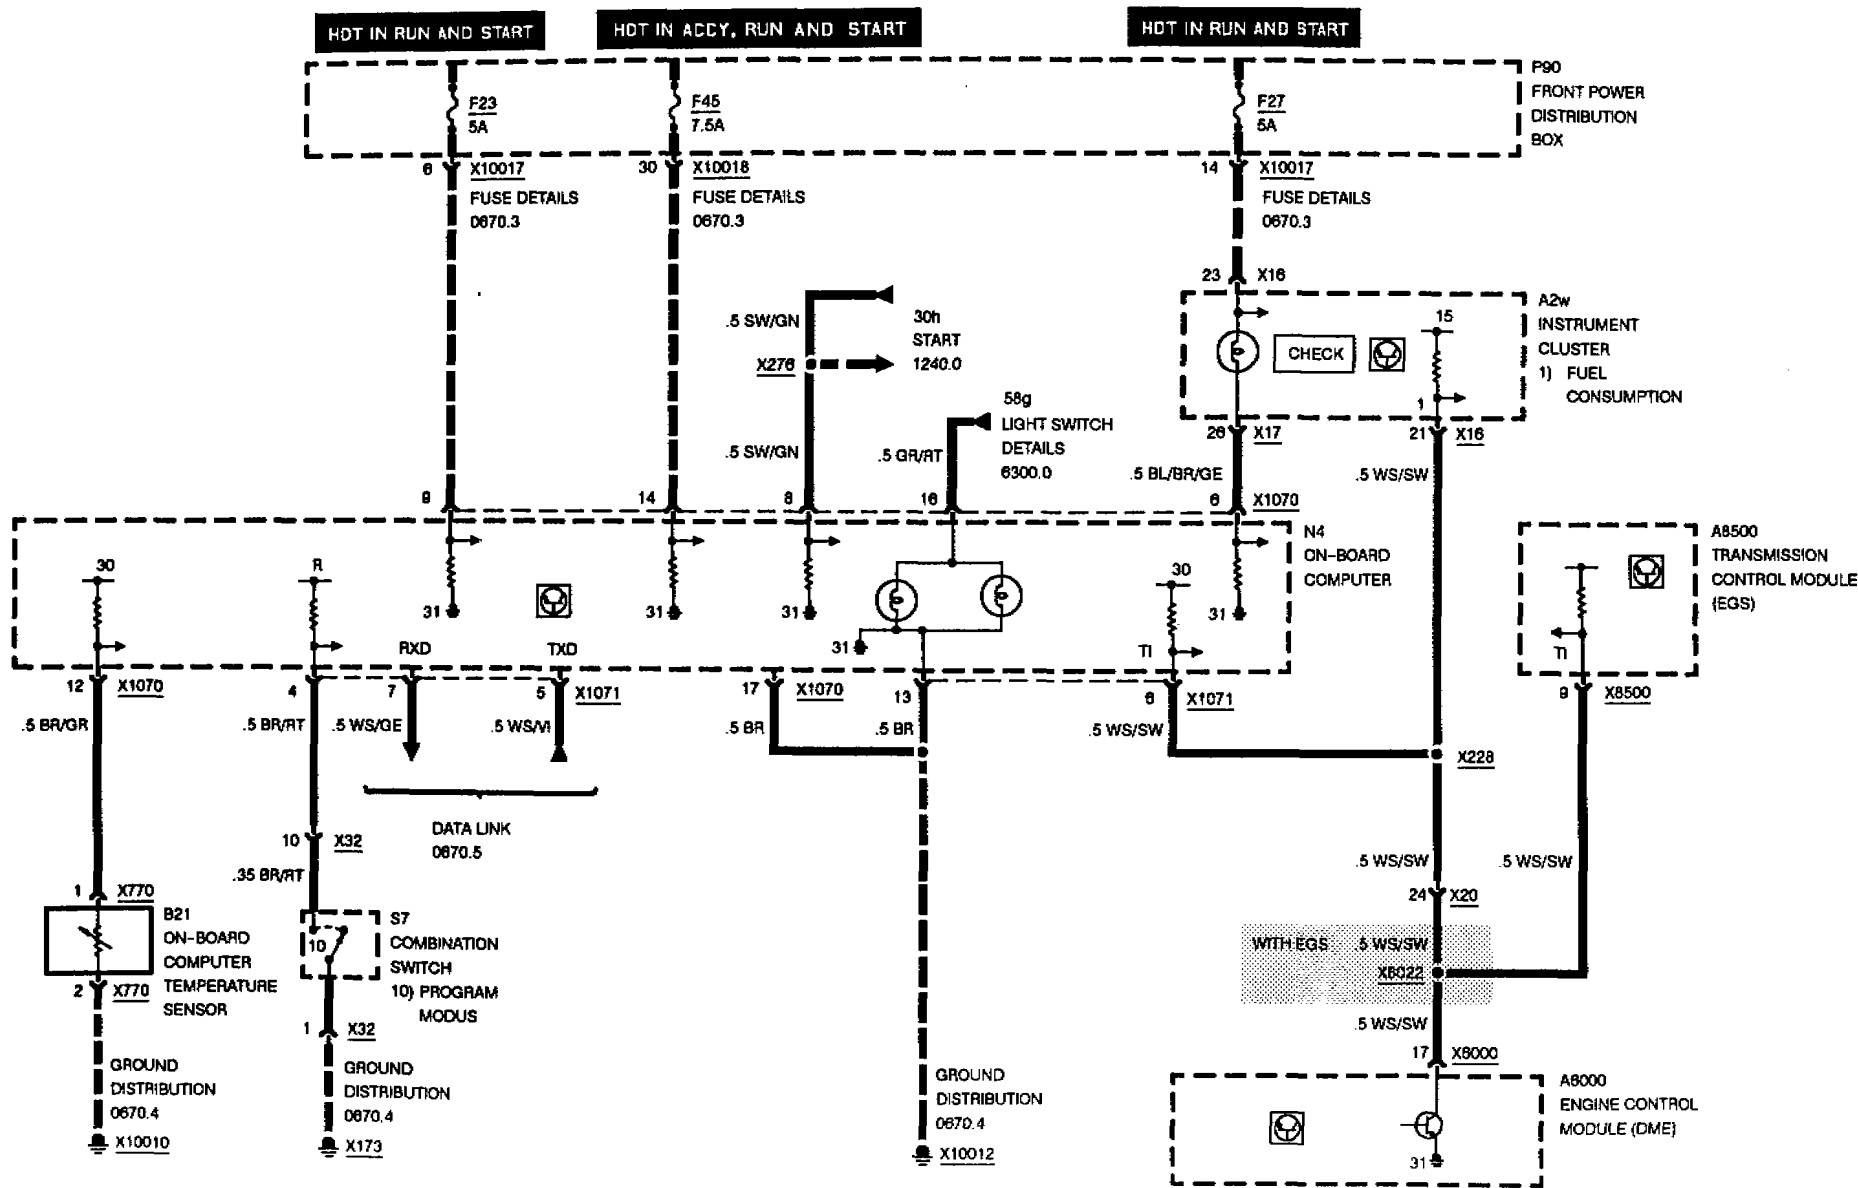 HOT IN RUN AND START
HOT IN ACCY, RUN AND START
HOT IN RUN AND START
P90
FRONT POWER
DISTRIBUTION
BOX
F23
5A
F45
7.5A
F27
5A
6
X10017
FUSE DETAILS
0670.3
30
X10018
FUSE DETAILS
0670.3
14
X10017
FUSE DETAILS
0670.3
23
X16
A2w
INSTRUMENT
CLUSTER
1) FUEL
CONSUMPTION
15
CHECK
1
26
X17
21
X16
.5 SW/GN
30h
START
1240.0
X276
.5 SW/GN
58g
LIGHT SWITCH
DETAILS
6300.0
.5 GR/RT
.5 BL/BR/GE
.5 WS/SW
9
14
8
16
6
X1070
N4
ON-BOARD
COMPUTER
A8500
TRANSMISSION
CONTROL MODULE
(EGS)
30
R
31
31
31
31
30
31
RXD
TXD
TI
TI
12
X1070
4
7
5
X1071
17
X1070
13
6
X1071
9
X8500
.5 BR/GR
.5 BR/RT
.5 WS/GE
.5 WS/VI
.5 BR
.5 BR
.5 WS/SW
X228
DATA LINK
0670.5
10
X32
.35 BR/RT
.5 WS/SW
.5 WS/SW
1
X770
24
X20
B21
ON-BOARD
COMPUTER
TEMPERATURE
SENSOR
10
S7
COMBINATION
SWITCH
10) PROGRAM
MODUS
WITH EGS
.5 WS/SW
X6022
2
X770
1
X32
.5 WS/SW
17
X6000
GROUND
DISTRIBUTION
0670.4
X10010
GROUND
DISTRIBUTION
0670.4
X173
GROUND
DISTRIBUTION
0670.4
X10012
A6000
ENGINE CONTROL
MODULE (DME)
31